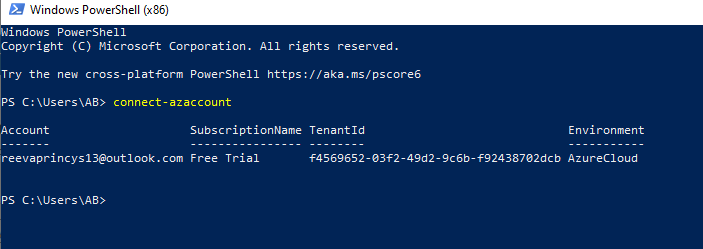 Windows PowerShell (x86)
Windows PowerShell
Copyright (C) Microsoft Corporation. All rights reserved.
Try the new cross-platform PowerShell https://aka.ms/pscore6
PS C:\Users\AB> connect-azaccount
Account SubscriptionName TenantId Environment
------- ---------------- -------- -----------
reevaprincys13@outlook.com Free Trial f4569652-03f2-49d2-9c6b-f92438702dcb AzureCloud
PS C:\Users\AB>